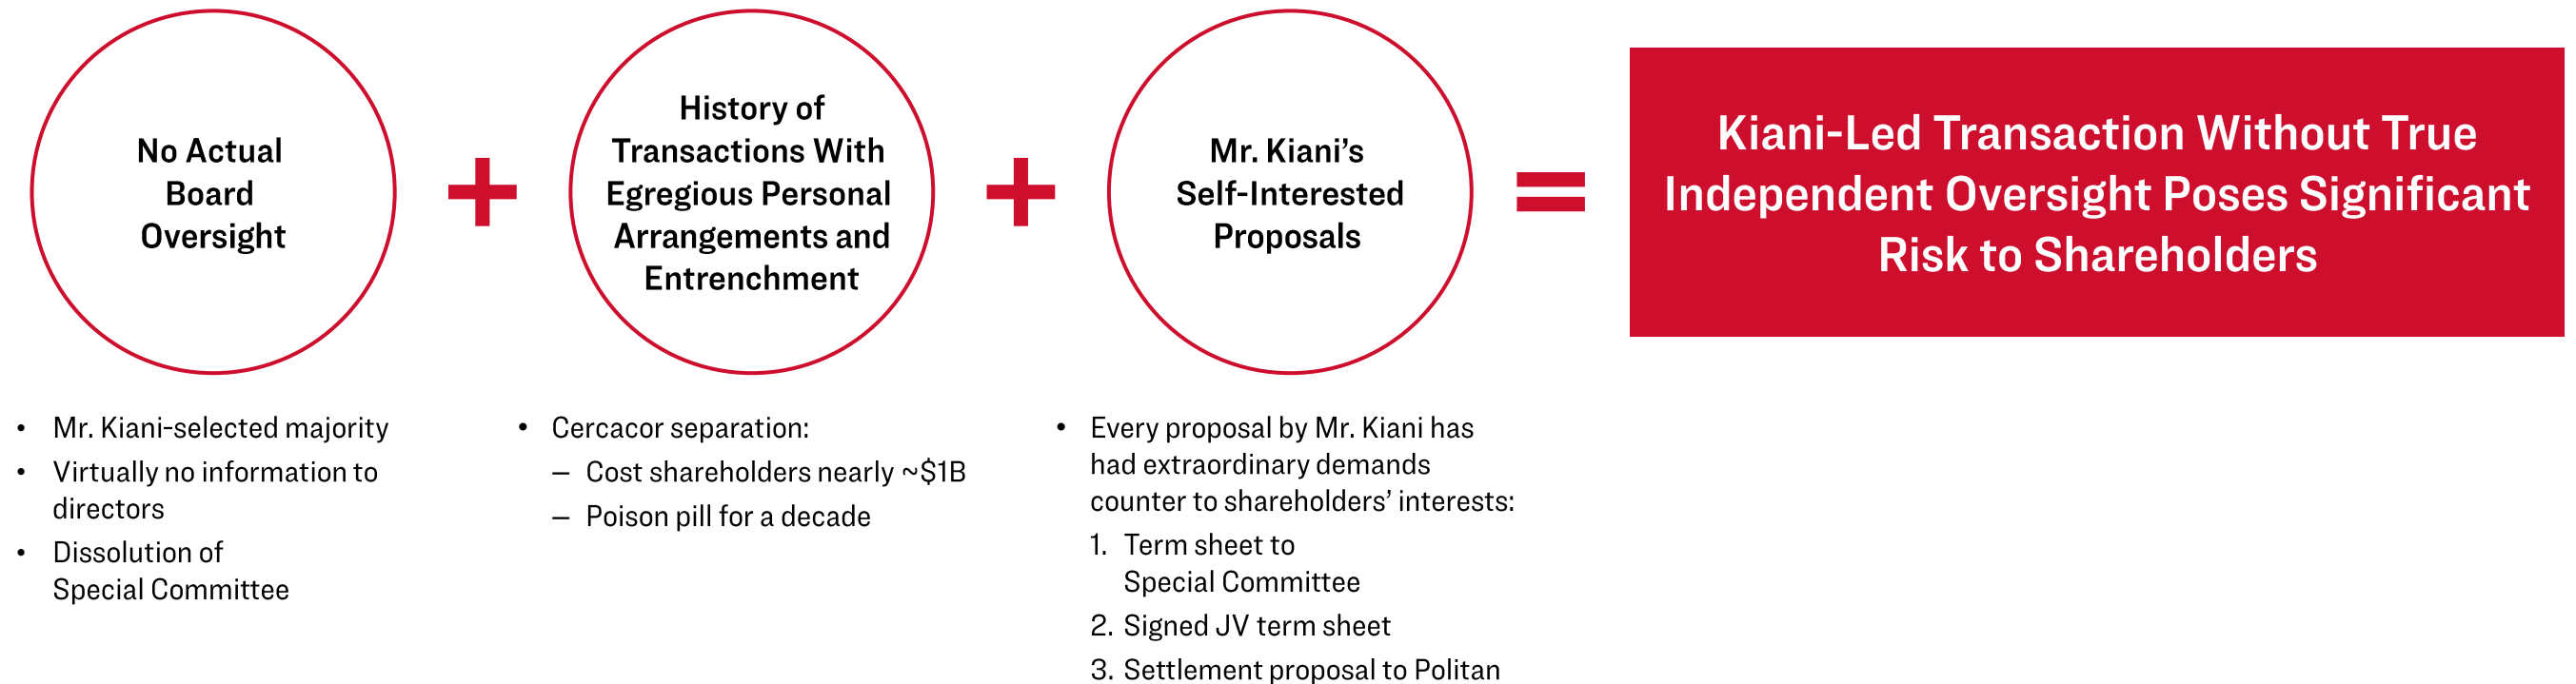 No Actual
Board
Oversight
+
History of
Transactions With
Egregious Personal
Arrangements and
Entrenchment
+
Mr. Kiani’s
Self-Interested
Proposals
=
Kiani-Led Transaction Without True
Independent Oversight Poses Significant
Risk to Shareholders
• Mr. Kiani-selected majority
• Virtually no information to
directors
• Dissolution of
Special Committee
• Cercacor separation:
– Cost shareholders nearly ~$1B
– Poison pill for a decade
• Every proposal by Mr. Kiani has
had extraordinary demands
counter to shareholders’ interests:
1. Term sheet to
Special Committee
2. Signed JV term sheet
3. Settlement proposal to Politan